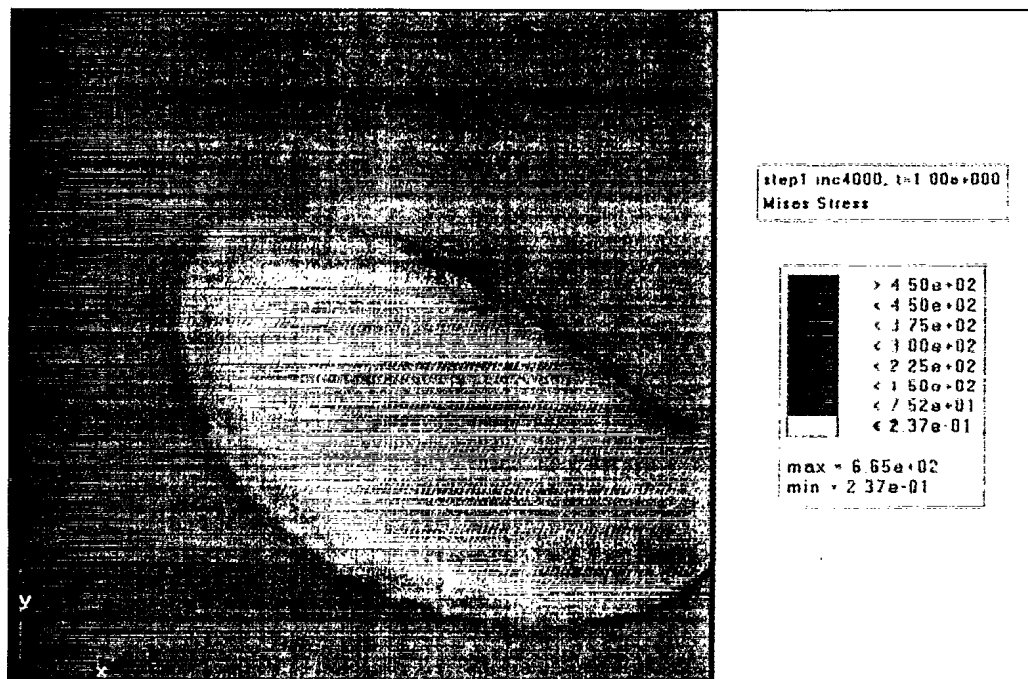 step1 inc4000, t=1.00e+000
Mises Stress
> 4.50e+02
< 4.50e+02
< 3.75e+02
< 3.00e+02
< 2.25e+02
< 1.50e+02
< 7.52e+01
< 2.37e-01
max = 6.65e+02
min = 2.37e-01
y
x